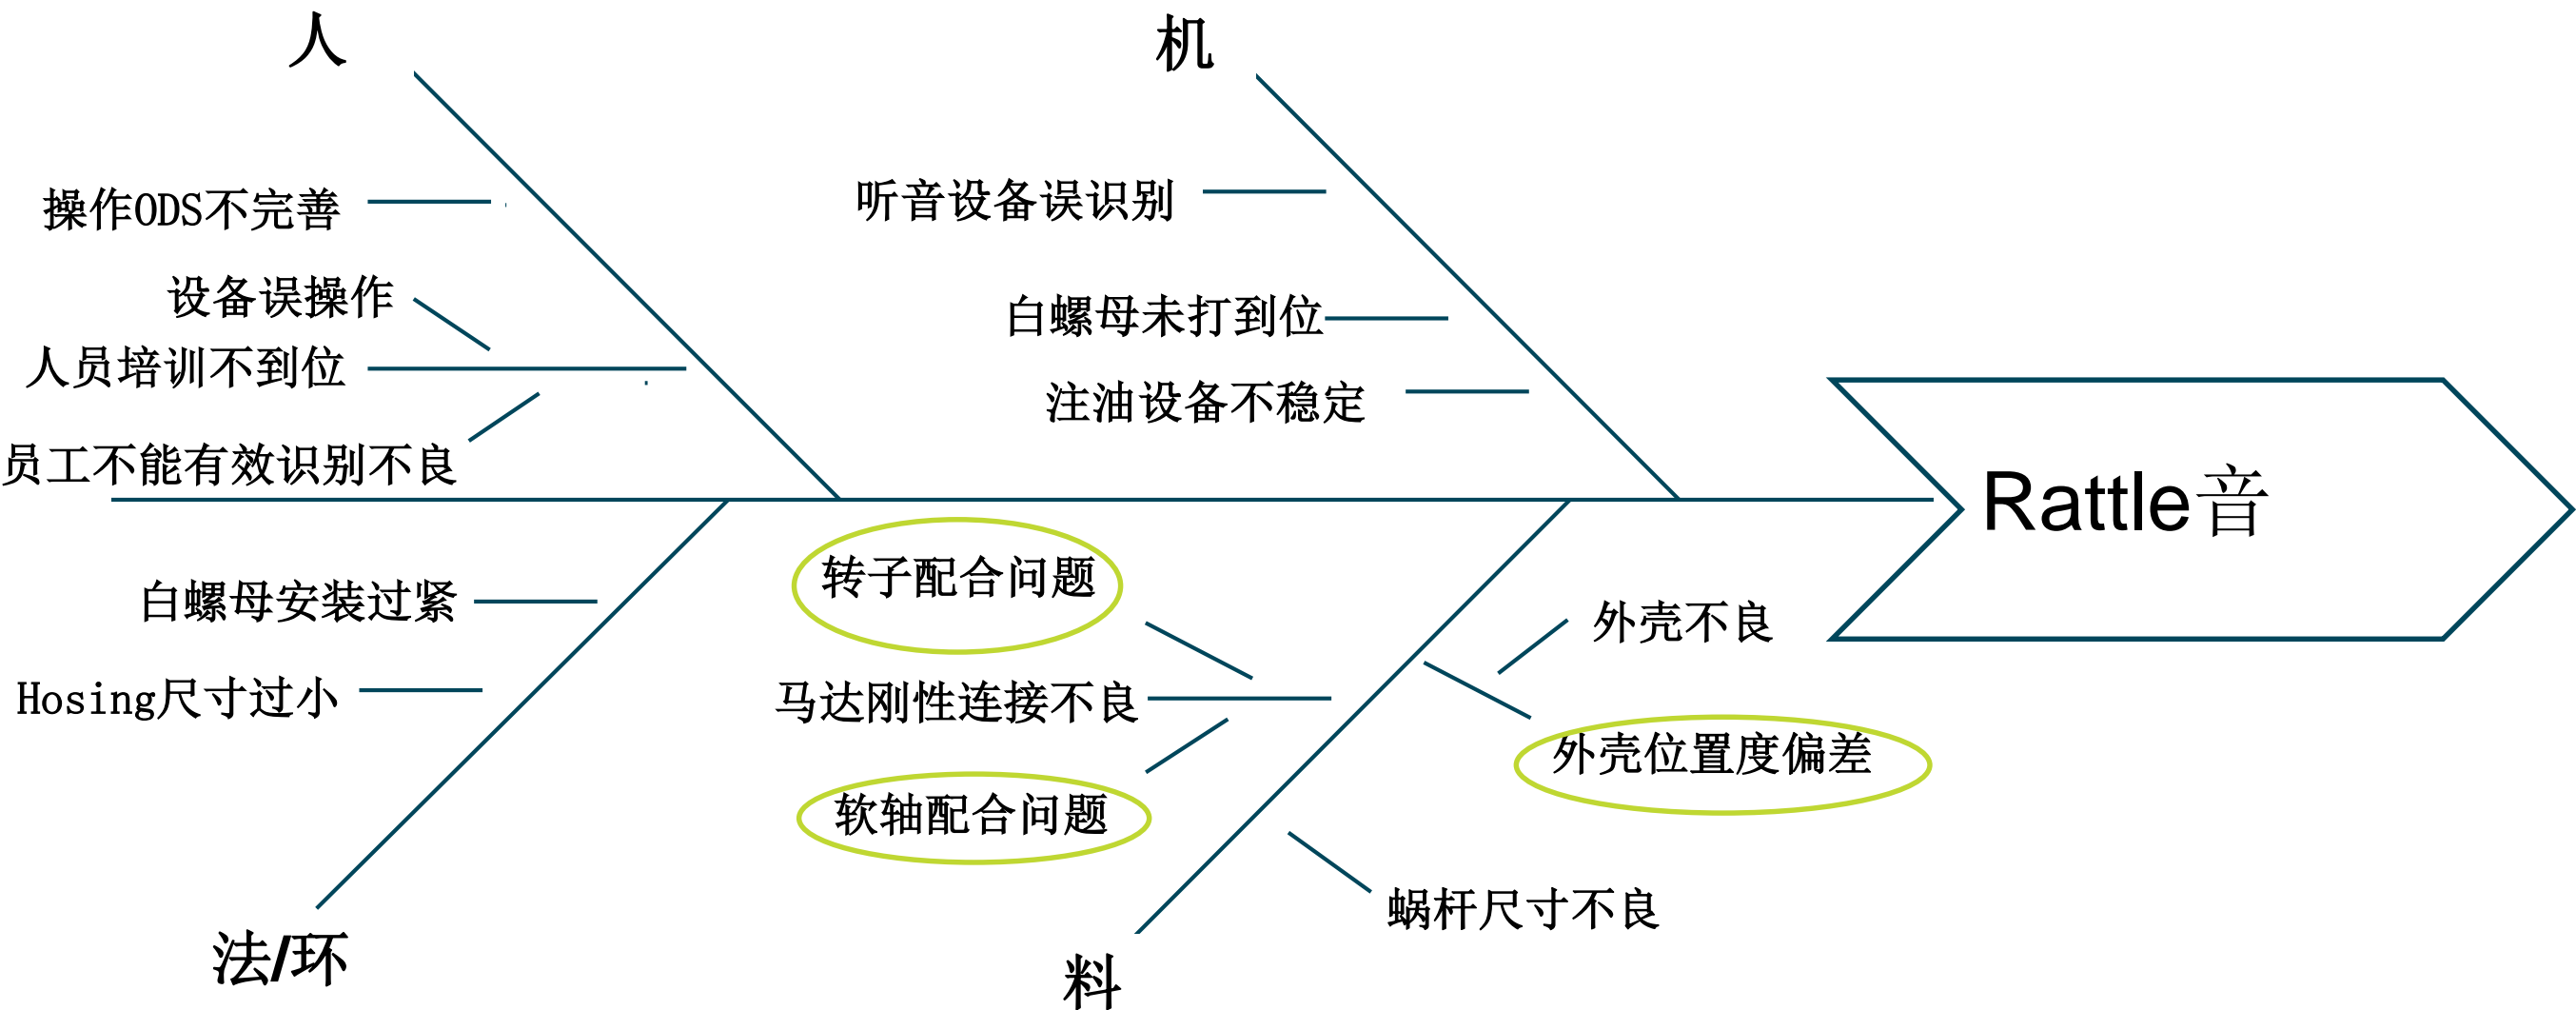 人
机
操作ODS不完善
听音设备误识别
设备误操作
白螺母未打到位
人员培训不到位
注油设备不稳定
员工不能有效识别不良
Rattle音
转子配合问题
白螺母安装过紧
外壳不良
Hosing尺寸过小
马达刚性连接不良
外壳位置度偏差
软轴配合问题
蜗杆尺寸不良
法/环
料